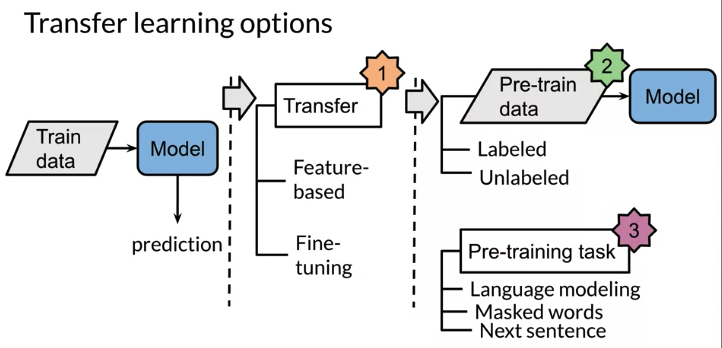 Transfer learning options
Train
data
Model
prediction
1
Transfer
Feature-
based
Fine-
tuning
2
Pre-train
data
Model
Labeled
Unlabeled
3
Pre-training task
Language modeling
Masked words
Next sentence